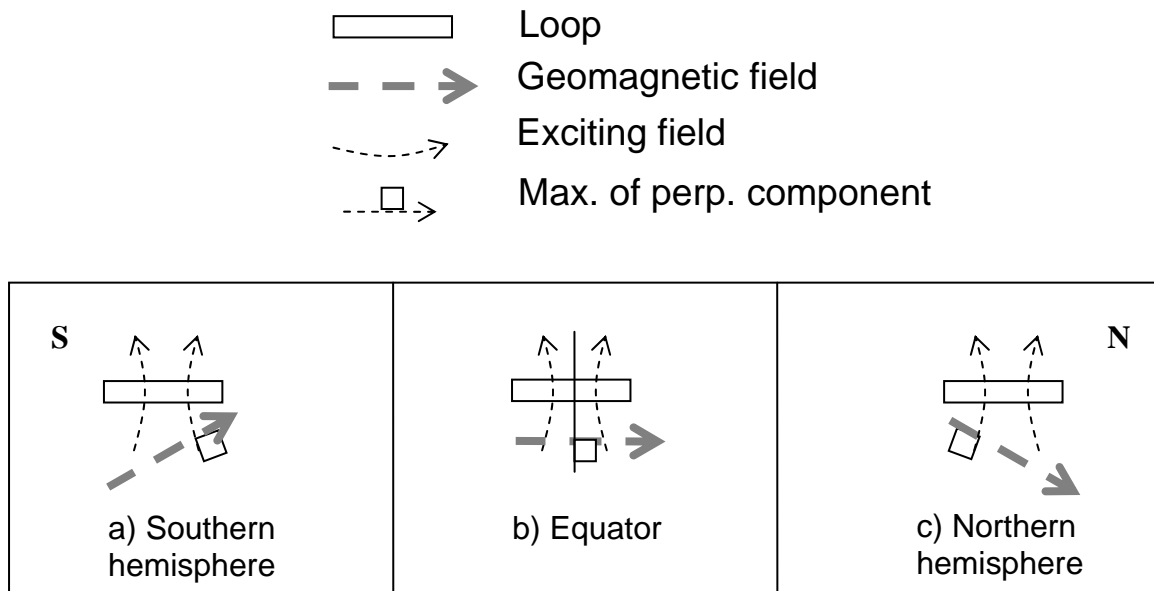 Loop
Geomagnetic field
Exciting field
Max. of perp. component
S
N
a) Southern
hemisphere
b) Equator
c) Northern
hemisphere